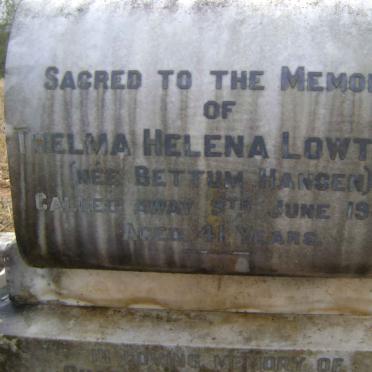 SACRED TO THE MEMO
OF
THELMA HELENA LOWT
(NÉE BETTUM HANSEN)
CALLED AWAY 9TH JUNE 19
AGED 41 YEARS.
IN LOVING MEMORY OF